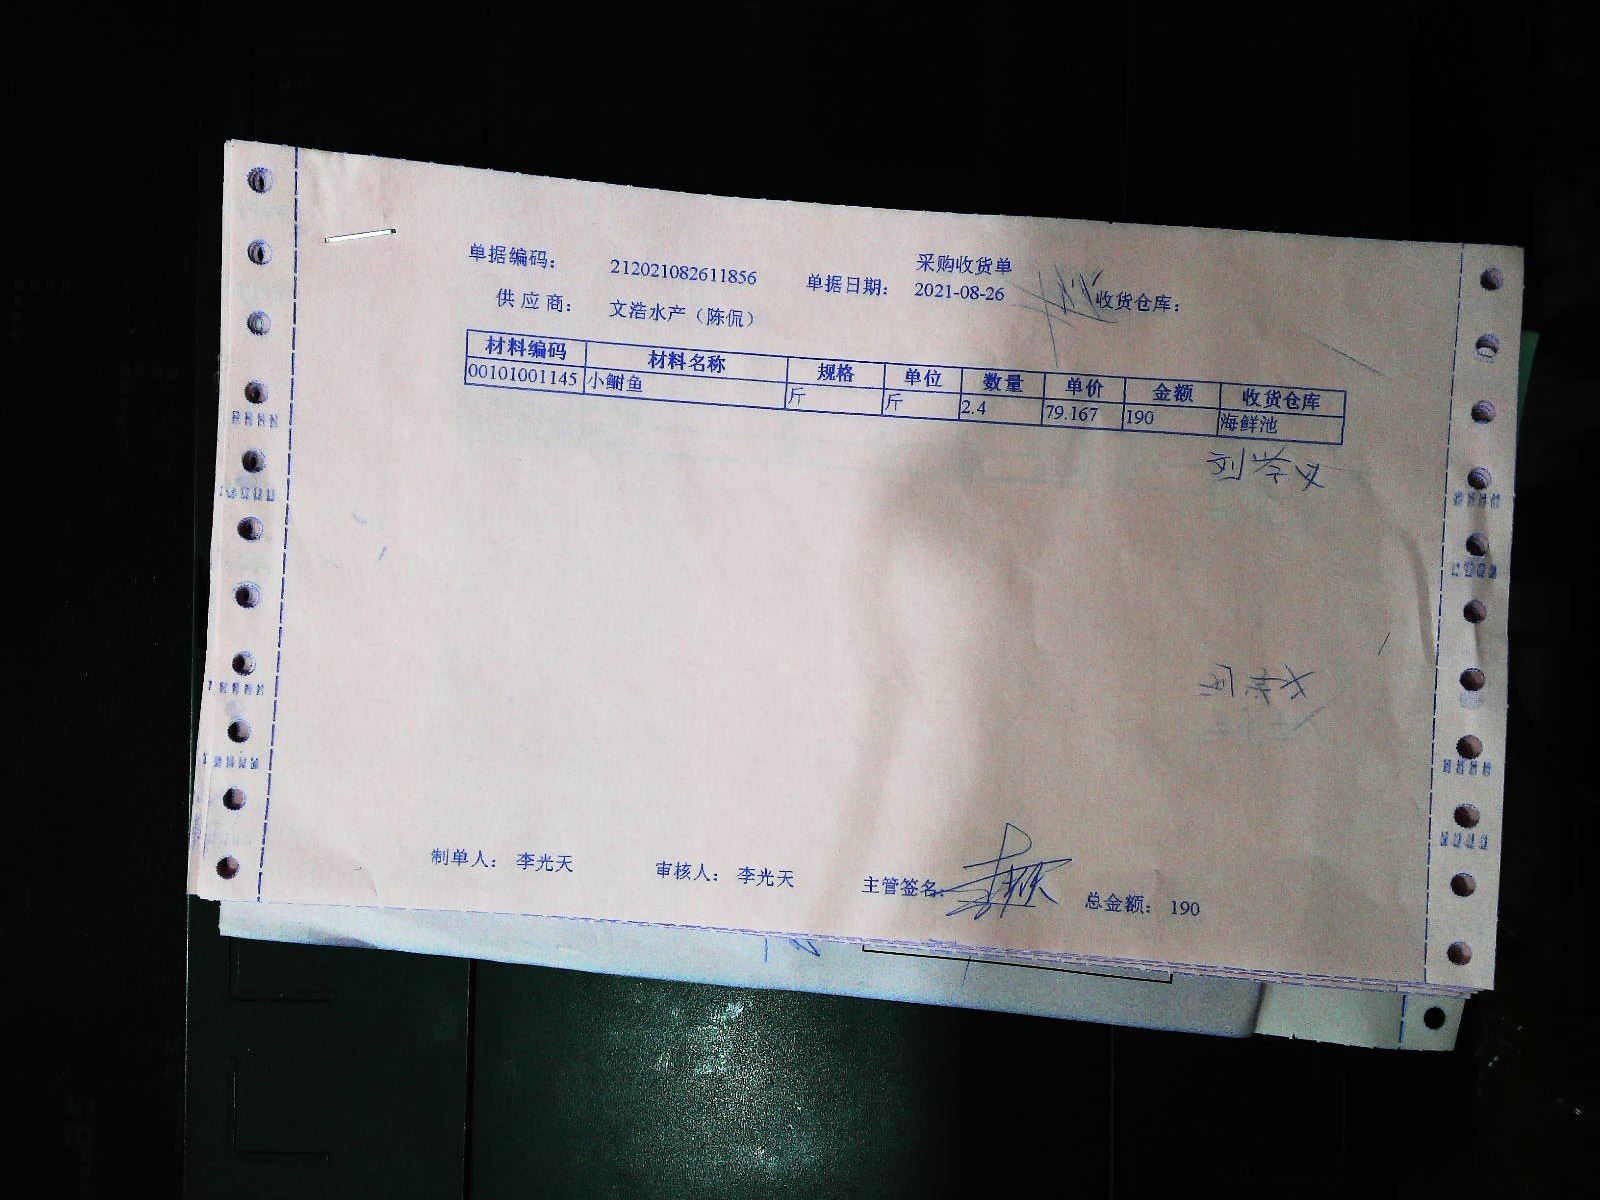 采购收货单
单据编码： 212021082611856 单据日期： 2021-08-26 收货仓库：
供应商： 文浩水产（陈侃）
材料编码 材料名称 规格 单位 数量 单价 金额 收货仓库
00101001145 小鲥鱼 斤 斤 2.4 79.167 190 海鲜池
制单人： 李光天 审核人： 李光天 主管签名： 总金额： 190